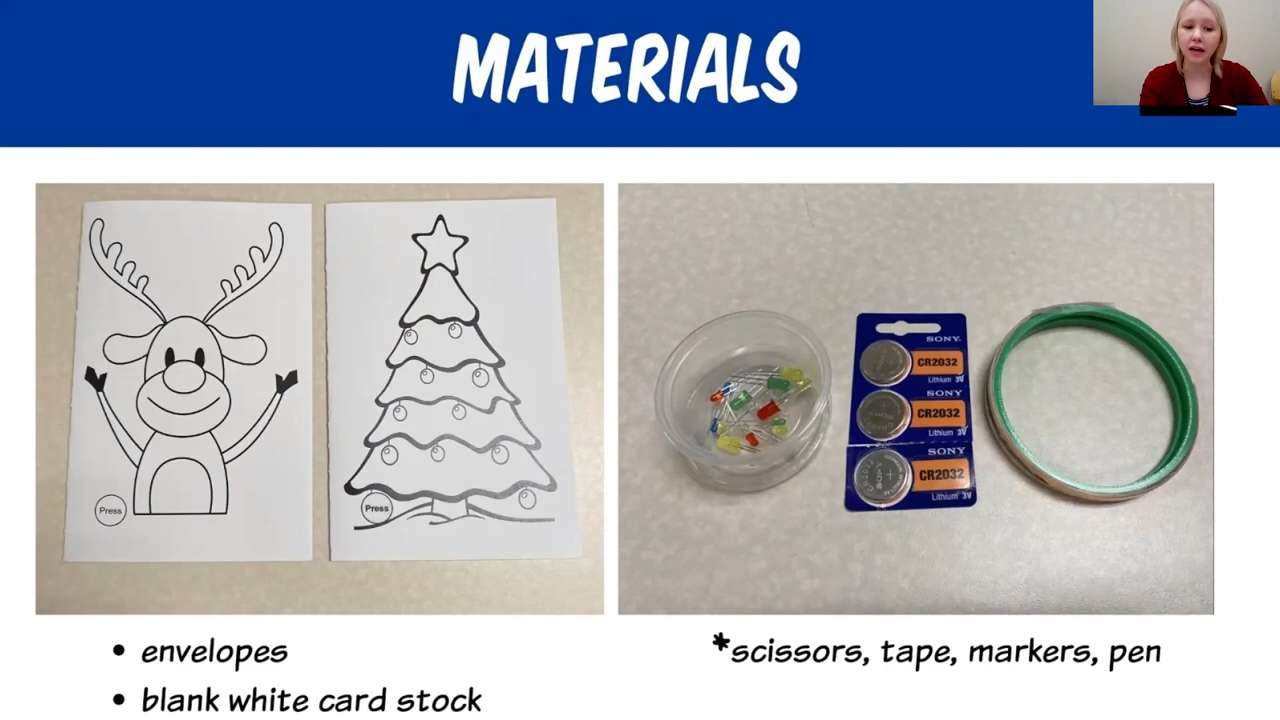 MATERIALS
Press
Press
SONY
CR2032
Lithium 3V
SONY
CR2032
Lithium 3V
SONY
CR2032
Lithium 3V
• envelopes
*scissors, tape, markers, pen
• blank white card stock